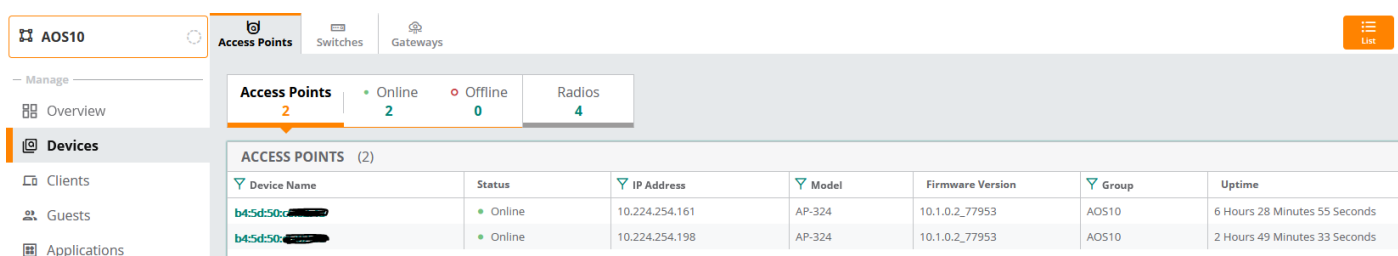 AOS10
Access Points
Switches
Gateways
List
Manage
Overview
Devices
Clients
Guests
Applications
Access Points
2
Online
2
Offline
0
Radios
4
ACCESS POINTS (2)
Device Name Status IP Address Model Firmware Version Group Uptime
b4:5d:50: Online 10.224.254.161 AP-324 10.1.0.2_77953 AOS10 6 Hours 28 Minutes 55 Seconds
b4:5d:50: Online 10.224.254.198 AP-324 10.1.0.2_77953 AOS10 2 Hours 49 Minutes 33 Seconds